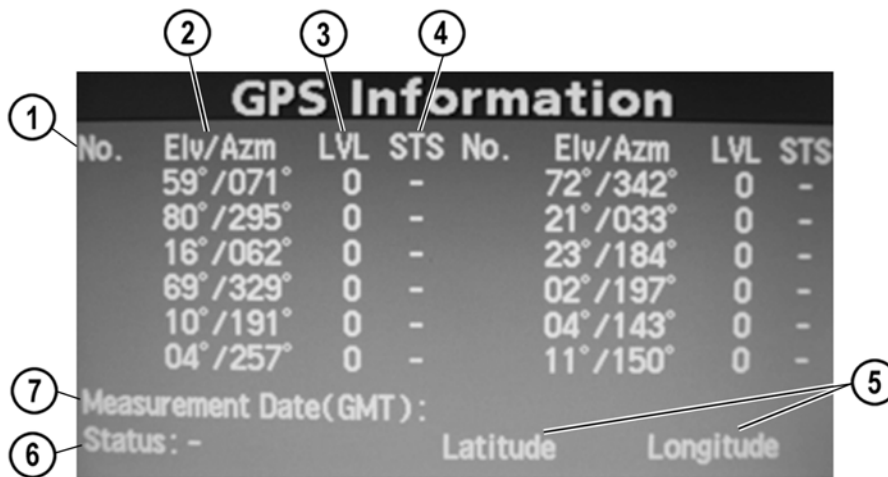 2 3 4
GPS Information
1
No. Elv/Azm LVL STS No. Elv/Azm LVL STS
59°/071° 0 - 72°/342° 0 -
80°/295° 0 - 21°/033° 0 -
16°/062° 0 - 23°/184° 0 -
69°/329° 0 - 02°/197° 0 -
10°/191° 0 - 04°/143° 0 -
04°/257° 0 - 11°/150° 0 -
7 5
Measurement Date(GMT):
6 Status: - Latitude Longitude